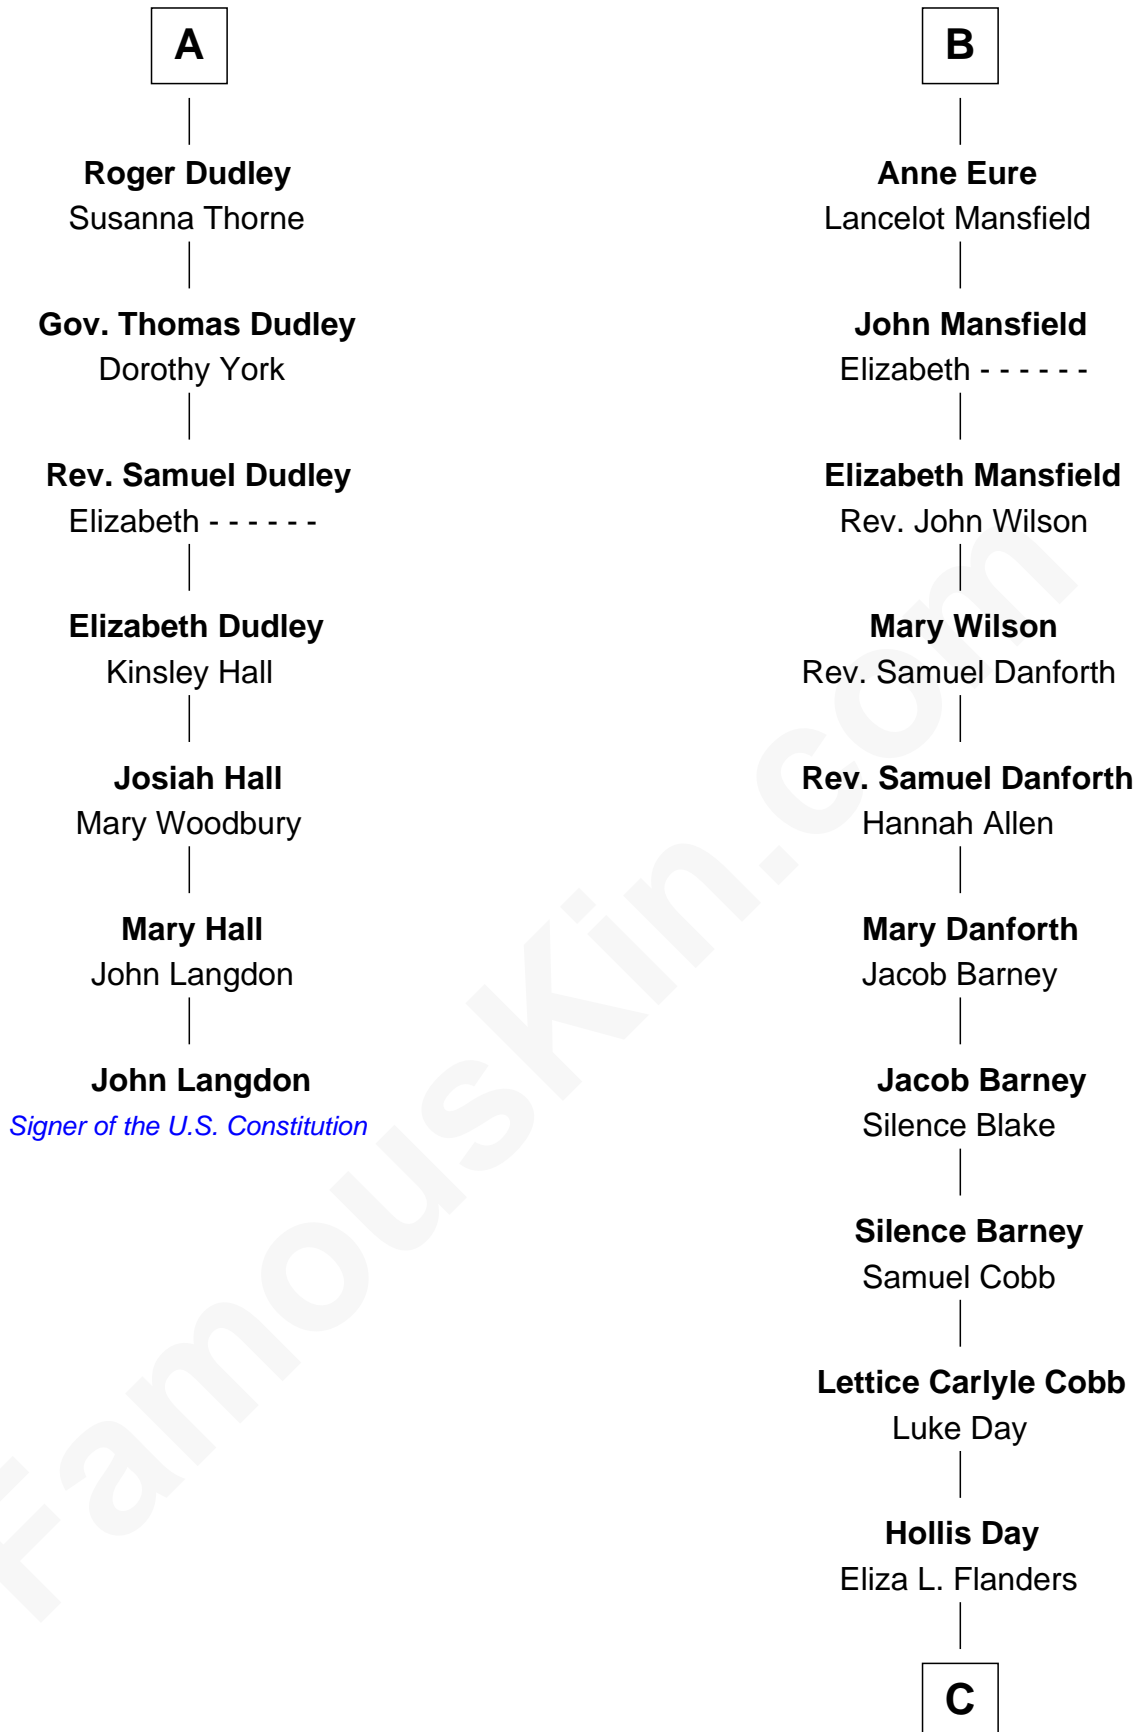 A
Roger Dudley
Susanna Thorne
Gov. Thomas Dudley
Dorothy York
Rev. Samuel Dudley
Elizabeth - - - - - -
Elizabeth Dudley
Kinsley Hall
Josiah Hall
Mary Woodbury
Mary Hall
John Langdon
John Langdon
Signer of the U.S. Constitution
B
Anne Eure
Lancelot Mansfield
John Mansfield
Elizabeth - - - - - -
Elizabeth Mansfield
Rev. John Wilson
Mary Wilson
Rev. Samuel Danforth
Rev. Samuel Danforth
Hannah Allen
Mary Danforth
Jacob Barney
Jacob Barney
Silence Blake
Silence Barney
Samuel Cobb
Lettice Carlyle Cobb
Luke Day
Hollis Day
Eliza L. Flanders
C
FamousKin.com